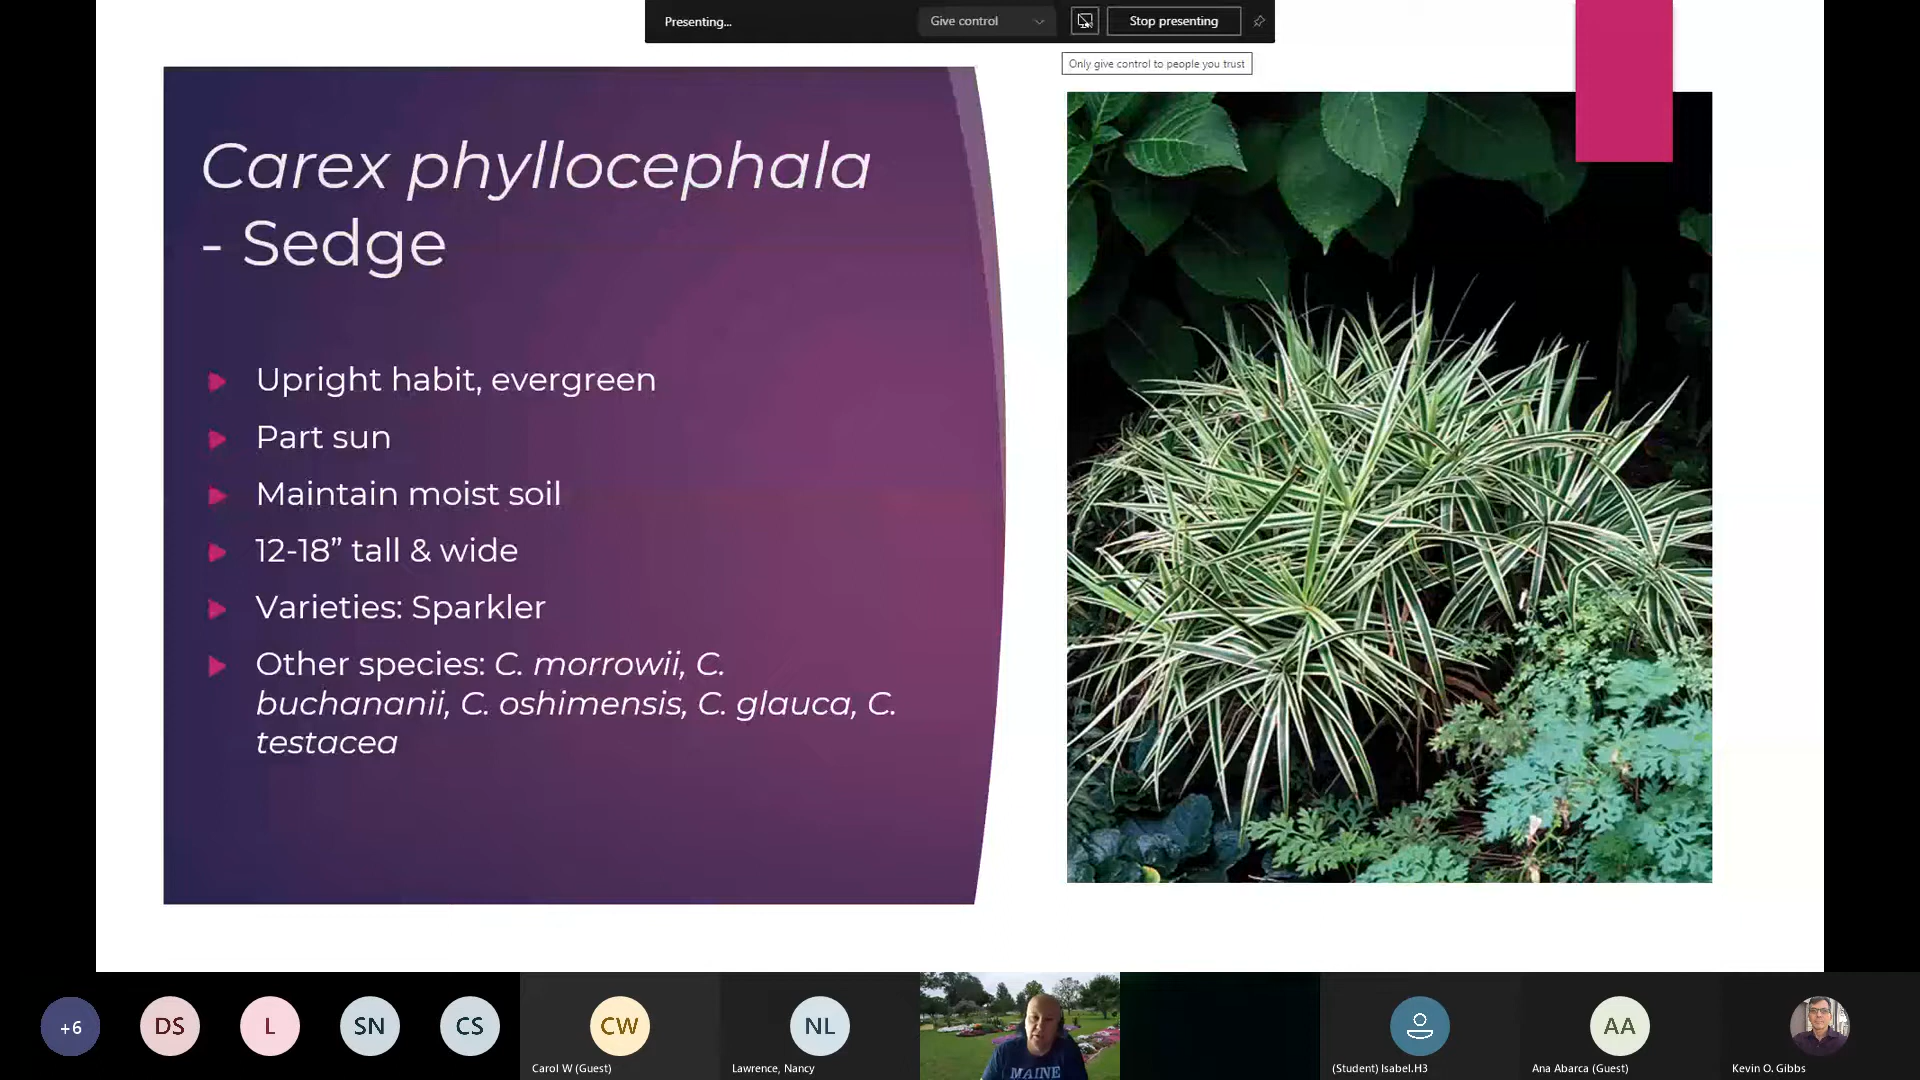 Presenting...
Give control
Stop presenting
Only give control to people you trust
Carex phyllocephala
- Sedge
Upright habit, evergreen
Part sun
Maintain moist soil
12-18” tall & wide
Varieties: Sparkler
Other species: C. morrowii, C.
buchananii, C. oshimensis, C. glauca, C.
testacea
+6
DS
L
SN
CS
CW
NL
MAINE
AA
Carol W (Guest)
Lawrence, Nancy
(Student) Isabel.H3
Ana Abarca (Guest)
Kevin O. Gibbs